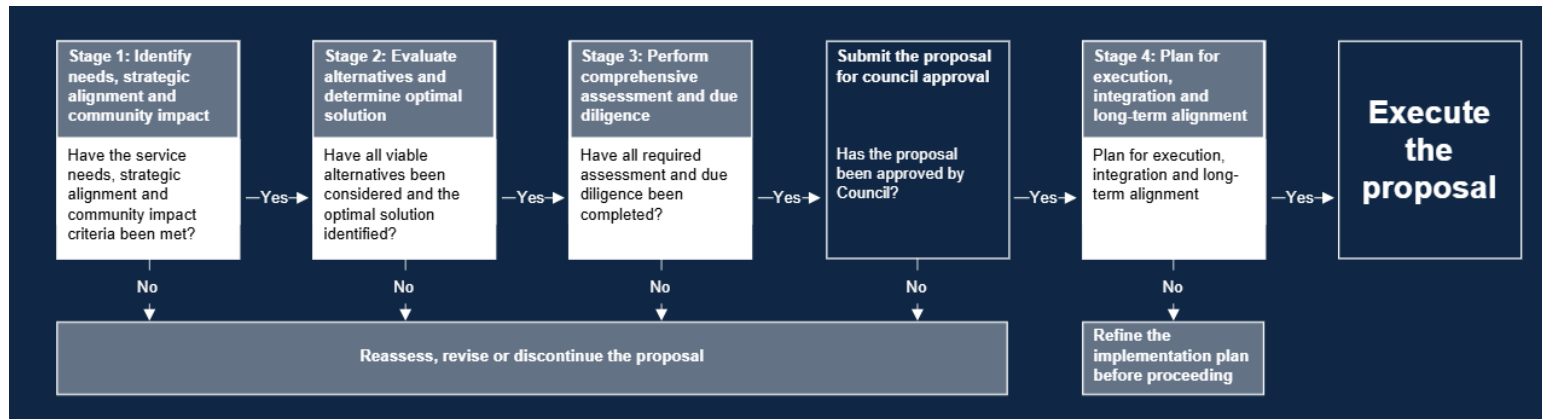 Stage 1: Identify
needs, strategic
alignment and
community impact
Have the service
needs, strategic
alignment and
community impact
criteria been met?
Yes
No
Stage 2: Evaluate
alternatives and
determine optimal
solution
Have all viable
alternatives been
considered and the
optimal solution
identified?
Yes
No
Stage 3: Perform
comprehensive
assessment and due
diligence
Have all required
assessment and due
diligence been
completed?
Yes
No
Submit the proposal
for council approval
Has the proposal
been approved by
Council?
Yes
No
Stage 4: Plan for
execution,
integration and
long-term alignment
Plan for execution,
integration and long-
term alignment
Yes
No
Execute
the
proposal
Reassess, revise or discontinue the proposal
Refine the
implementation plan
before proceeding